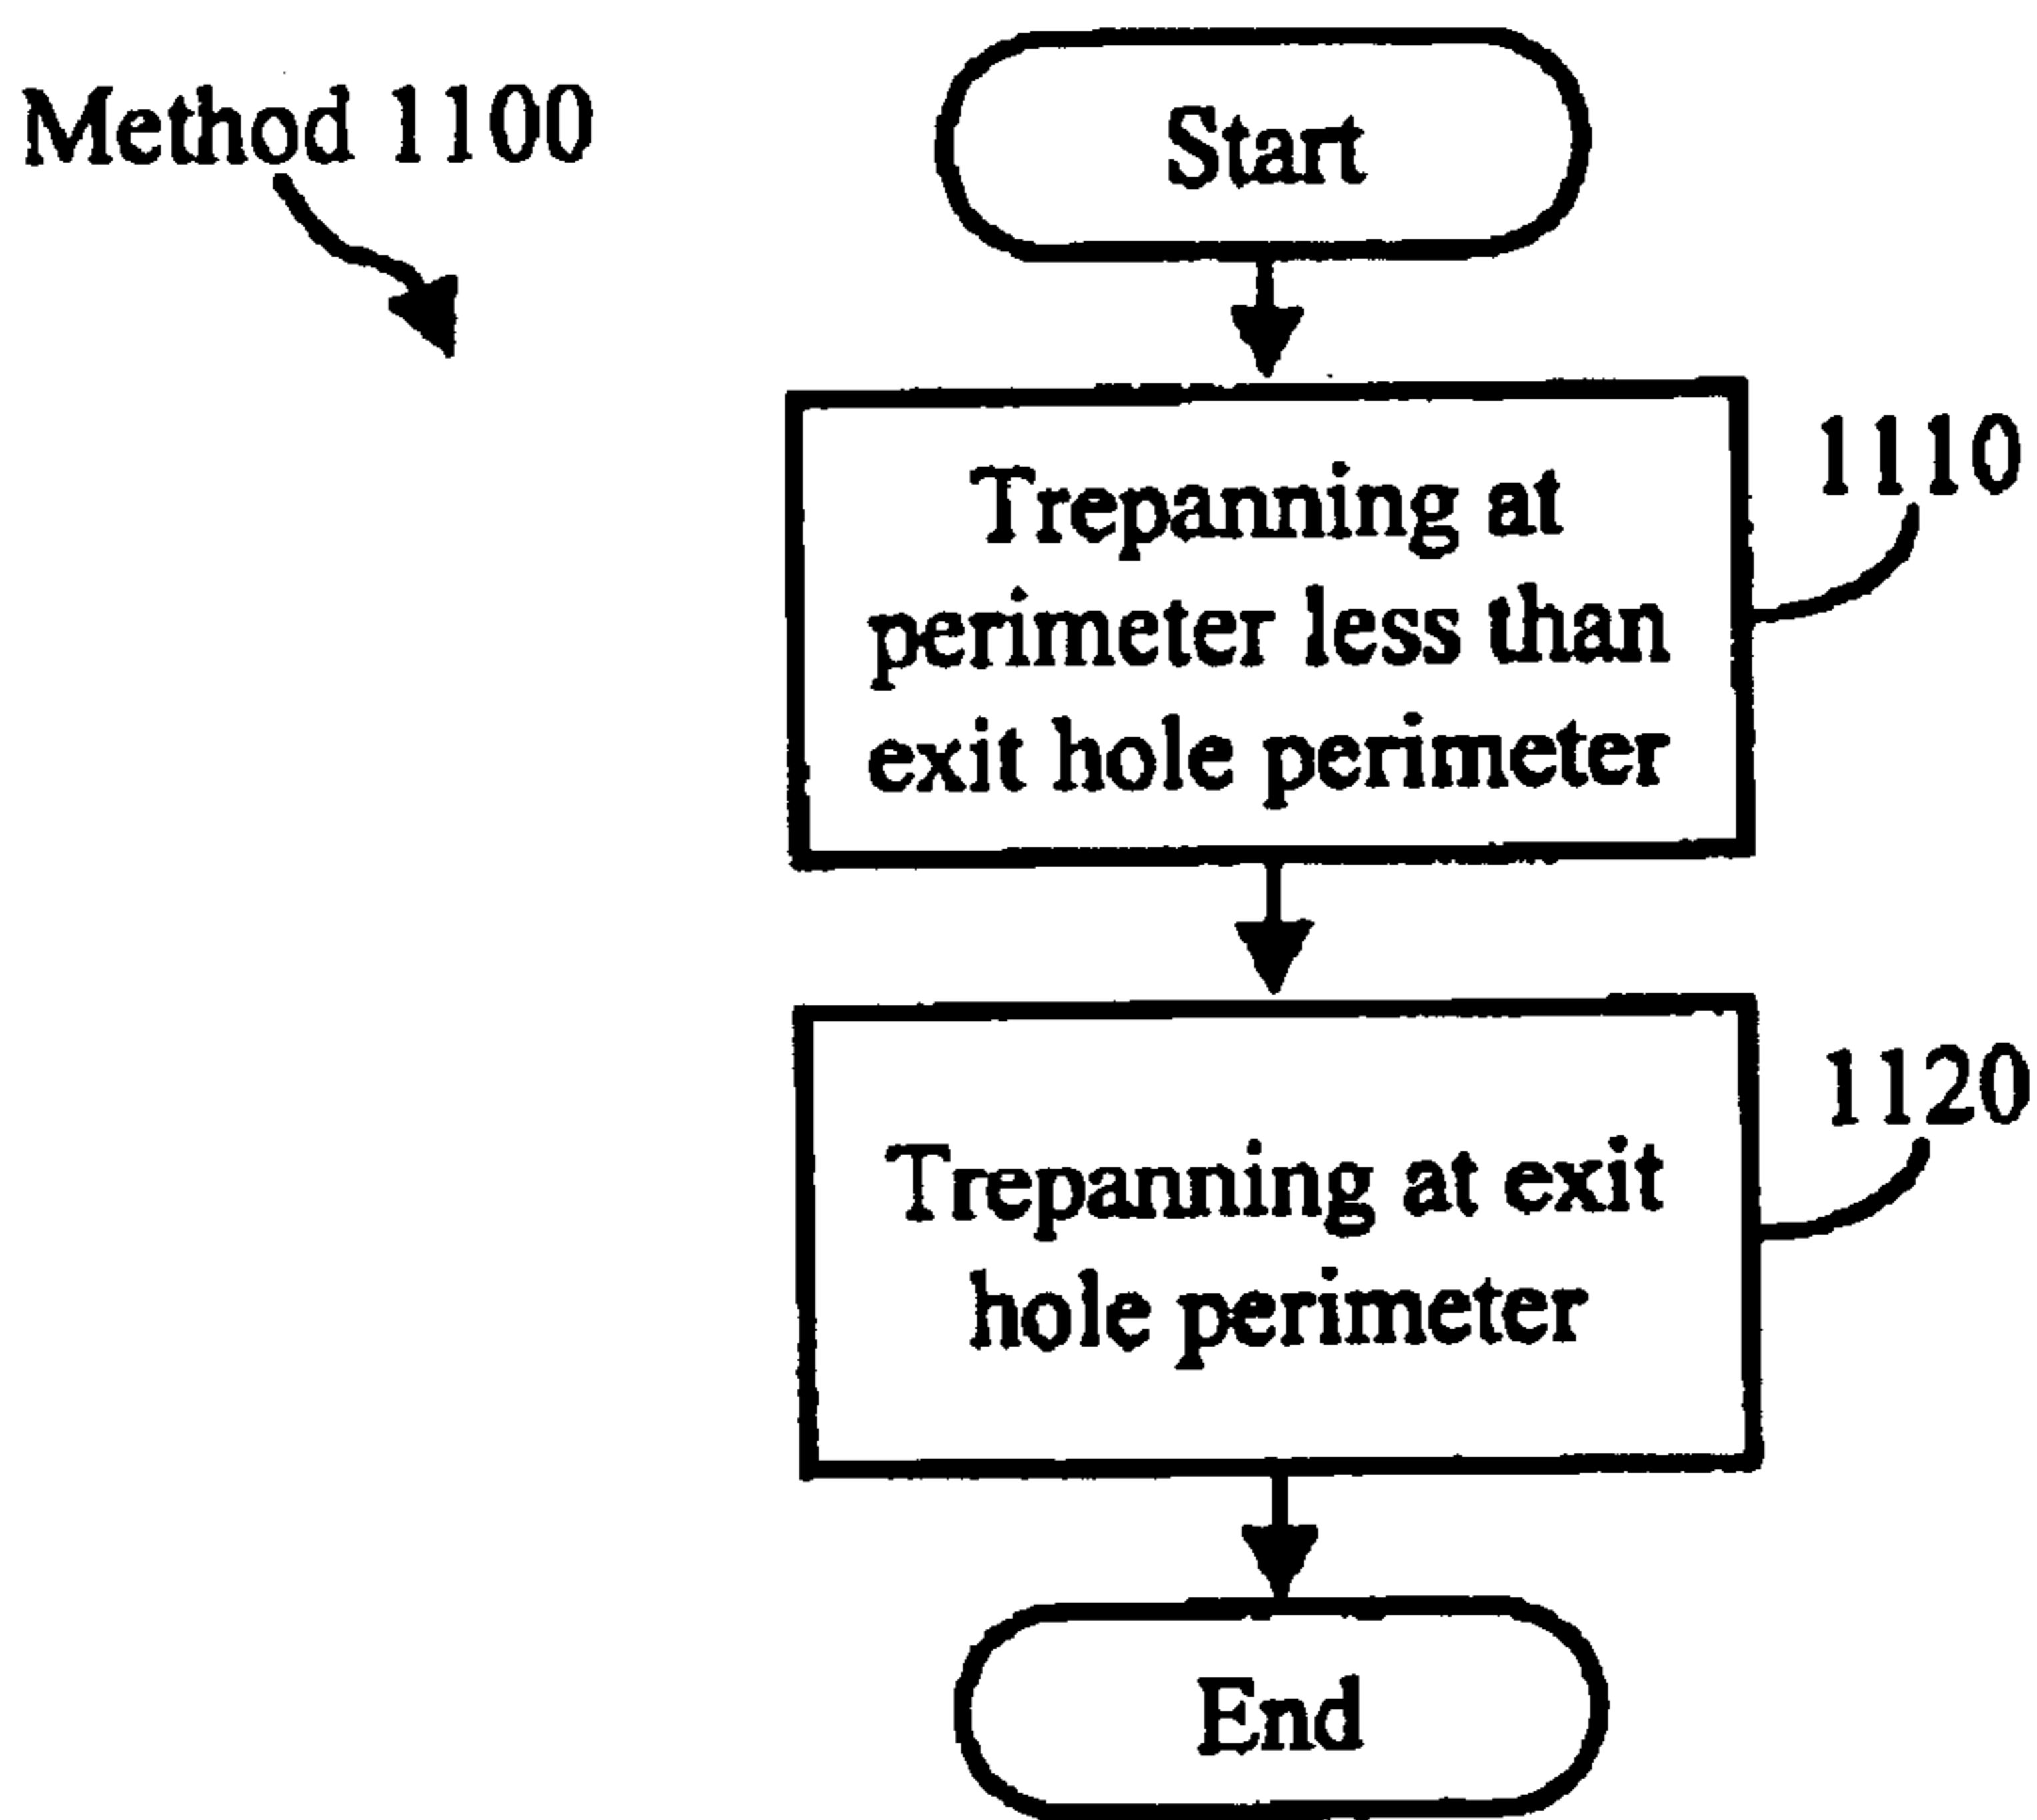 Method 1100
Start
Trepanning at
perimeter less than
exit hole perimeter
1110
Trepanning at exit
hole perimeter
1120
End